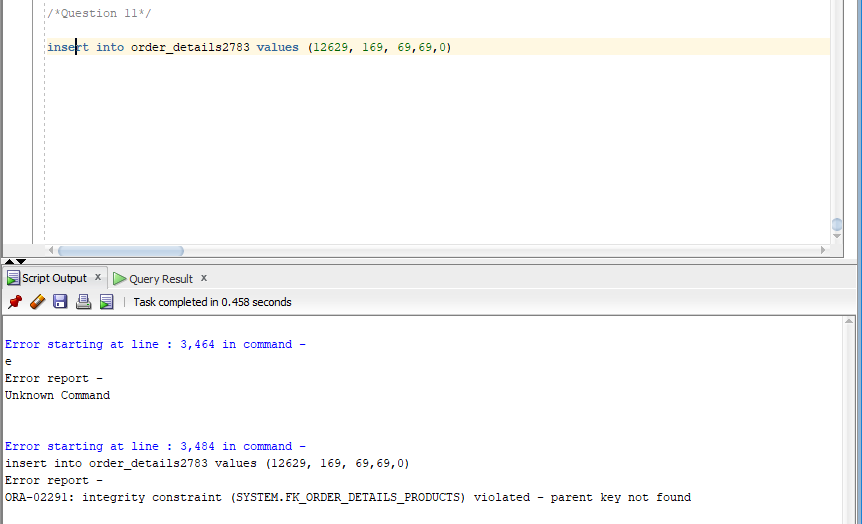 /*Question 11*/
insert into order_details2783 values (12629, 169, 69,69,0)
Script Output x Query Result x
Task completed in 0.458 seconds
Error starting at line : 3,464 in command -
e
Error report -
Unknown Command
Error starting at line : 3,484 in command -
insert into order_details2783 values (12629, 169, 69,69,0)
Error report -
ORA-02291: integrity constraint (SYSTEM.FK_ORDER_DETAILS_PRODUCTS) violated - parent key not found